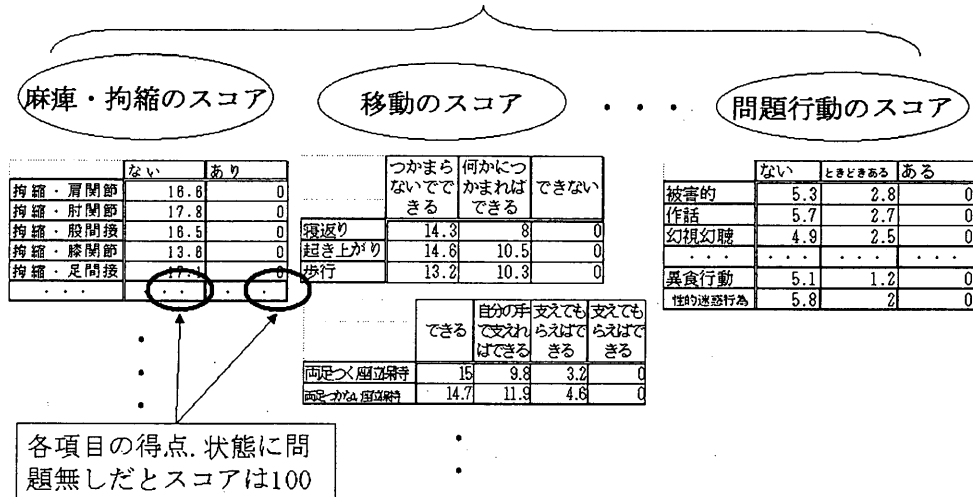 麻痺・拘縮のスコア
移動のスコア
・・・
問題行動のスコア
ない あり
拘縮・肩関節 16.6 0
拘縮・肘関節 17.8 0
拘縮・股間接 16.5 0
拘縮・膝関節 13.6 0
拘縮・足間接 17.1 0
・・・ ・・ ・・
つかまら 何かにつ
ないでで かまれば できない
きる できる
寝返り 14.3 8 0
起き上がり 14.6 10.5 0
歩行 13.2 10.3 0
自分の手 支えても 支えても
できる で支えれ らえばで らえばで
ばできる きる きる
両足つく座位保持 15 9.8 3.2 0
両足つかない座位保持 14.7 11.9 4.6 0
ない ときどきある ある
被害的 5.3 2.8 0
作話 5.7 2.7 0
幻視幻聴 4.9 2.5 0
・・・ ・・・ ・・・ ・・・
異食行動 5.1 1.2 0
性的迷惑行為 5.8 2 0
各項目の得点.状態に問
題無しだとスコアは100